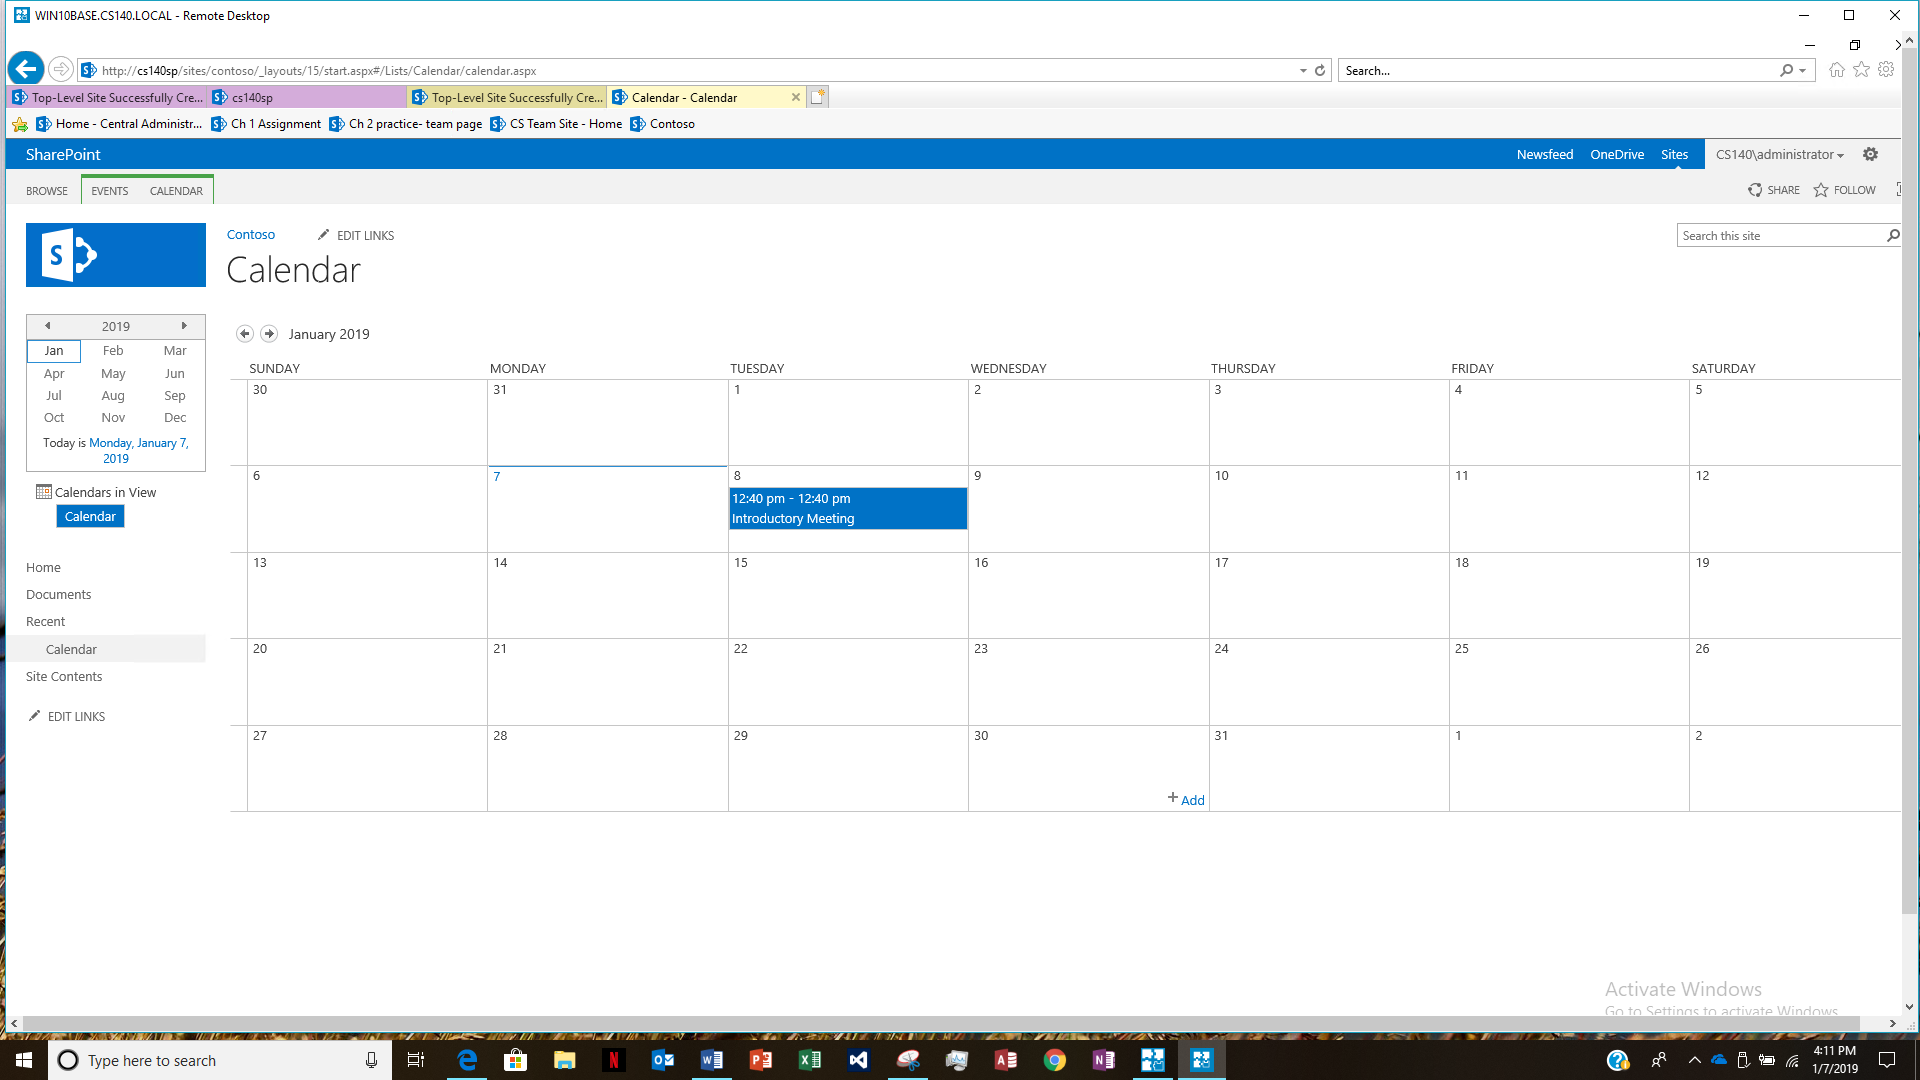 WIN10BASE.CS140.LOCAL - Remote Desktop
http://cs140sp/sites/contoso/_layouts/15/start.aspx#/Lists/Calendar/calendar.aspx
Search...
Top-Level Site Successfully Cre...
cs140sp
Top-Level Site Successfully Cre...
Calendar - Calendar
Home - Central Administr...
Ch 1 Assignment
Ch 2 practice- team page
CS Team Site - Home
Contoso
SharePoint
Newsfeed
OneDrive
Sites
CS140\administrator
BROWSE
EVENTS
CALENDAR
SHARE
FOLLOW
S
Contoso
EDIT LINKS
Search this site
Calendar
2019
Jan Feb Mar
Apr May Jun
Jul Aug Sep
Oct Nov Dec
Today is Monday, January 7,
2019
Calendars in View
Calendar
Home
Documents
Recent
Calendar
Site Contents
EDIT LINKS
January 2019
SUNDAY MONDAY TUESDAY WEDNESDAY THURSDAY FRIDAY SATURDAY
30 31 1 2 3 4 5
6 7 8 9 10 11 12
12:40 pm - 12:40 pm
Introductory Meeting
13 14 15 16 17 18 19
20 21 22 23 24 25 26
27 28 29 30 31 1 2
Add
Activate Windows
Go to Settings to activate Windows.
Type here to search
4:11 PM
1/7/2019